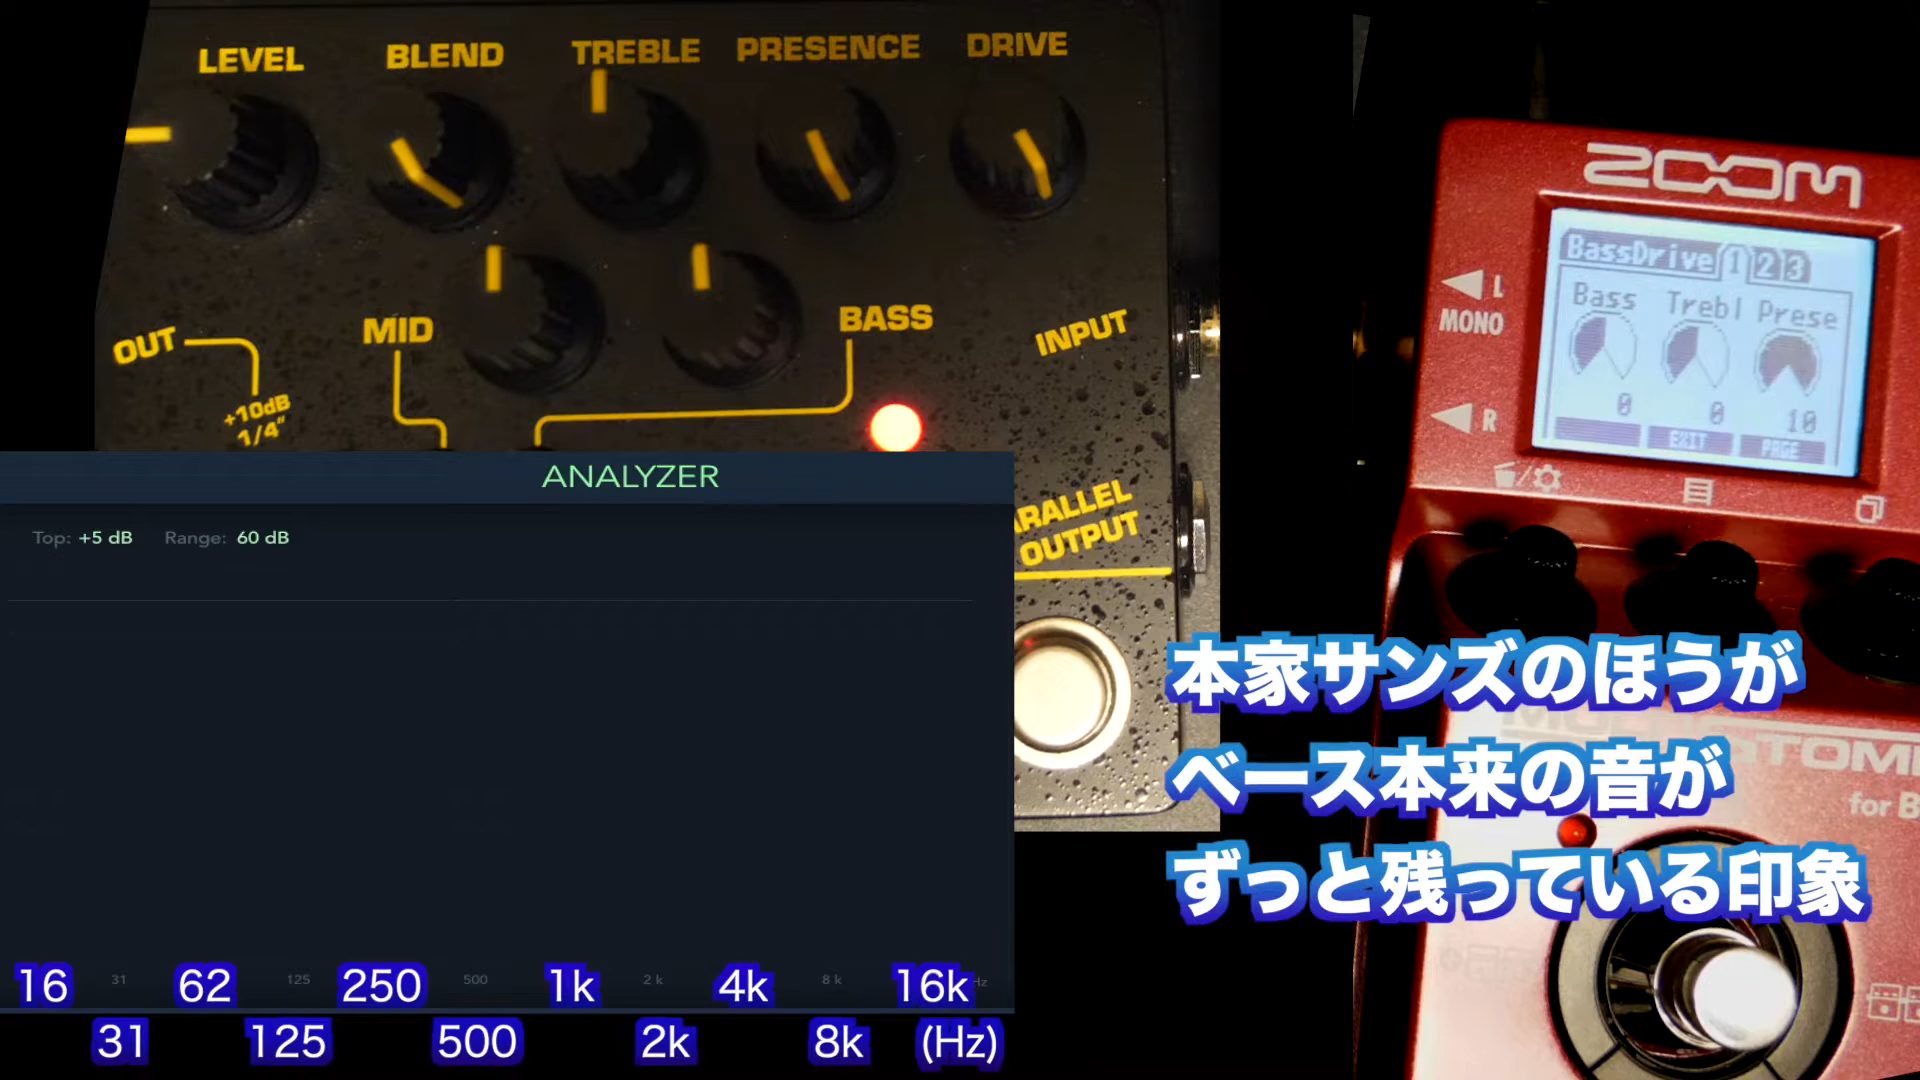 LEVEL BLEND TREBLE PRESENCE DRIVE
MID
BASS
OUT
+10dB
1/4"
INPUT
RALLEL
OUTPUT
ANALYZER
Top: +5 dB Range: 60 dB
16 31 62 125 250 500 1k 2 k 4k 8 k 16k Hz
31 125 500 2k 8k (Hz)
ZOOM
BassDrive 1 2 3
Bass Trebl Prese
0 0 10
EXIT PAGE
L
MONO
R
本家サンズのほうが
ベース本来の音が
ずっと残っている印象
TOM
for B